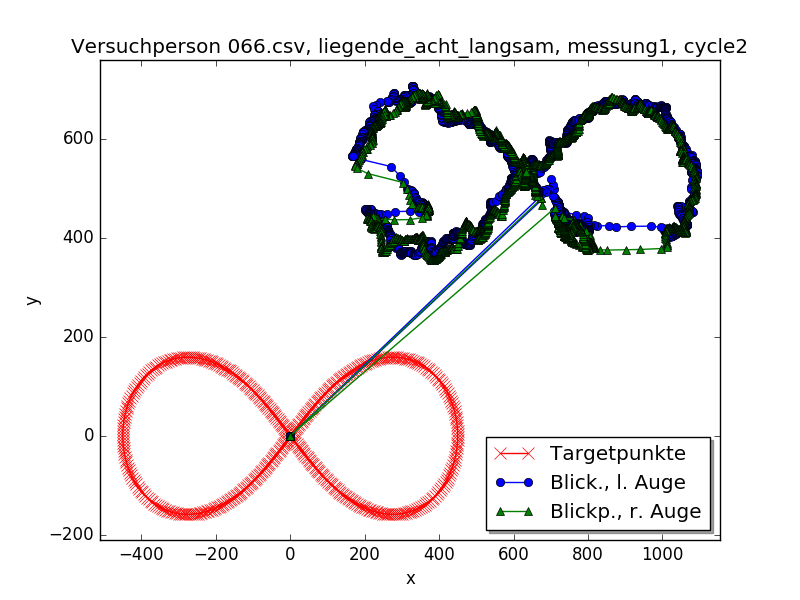 Versuchperson 066.csv, liegende_acht_langsam, messung1, cycle2
600
400
200
0
−200
y
−400
−200
0
200
400
600
800
1000
x
Targetpunkte
Blick., l. Auge
Blickp., r. Auge